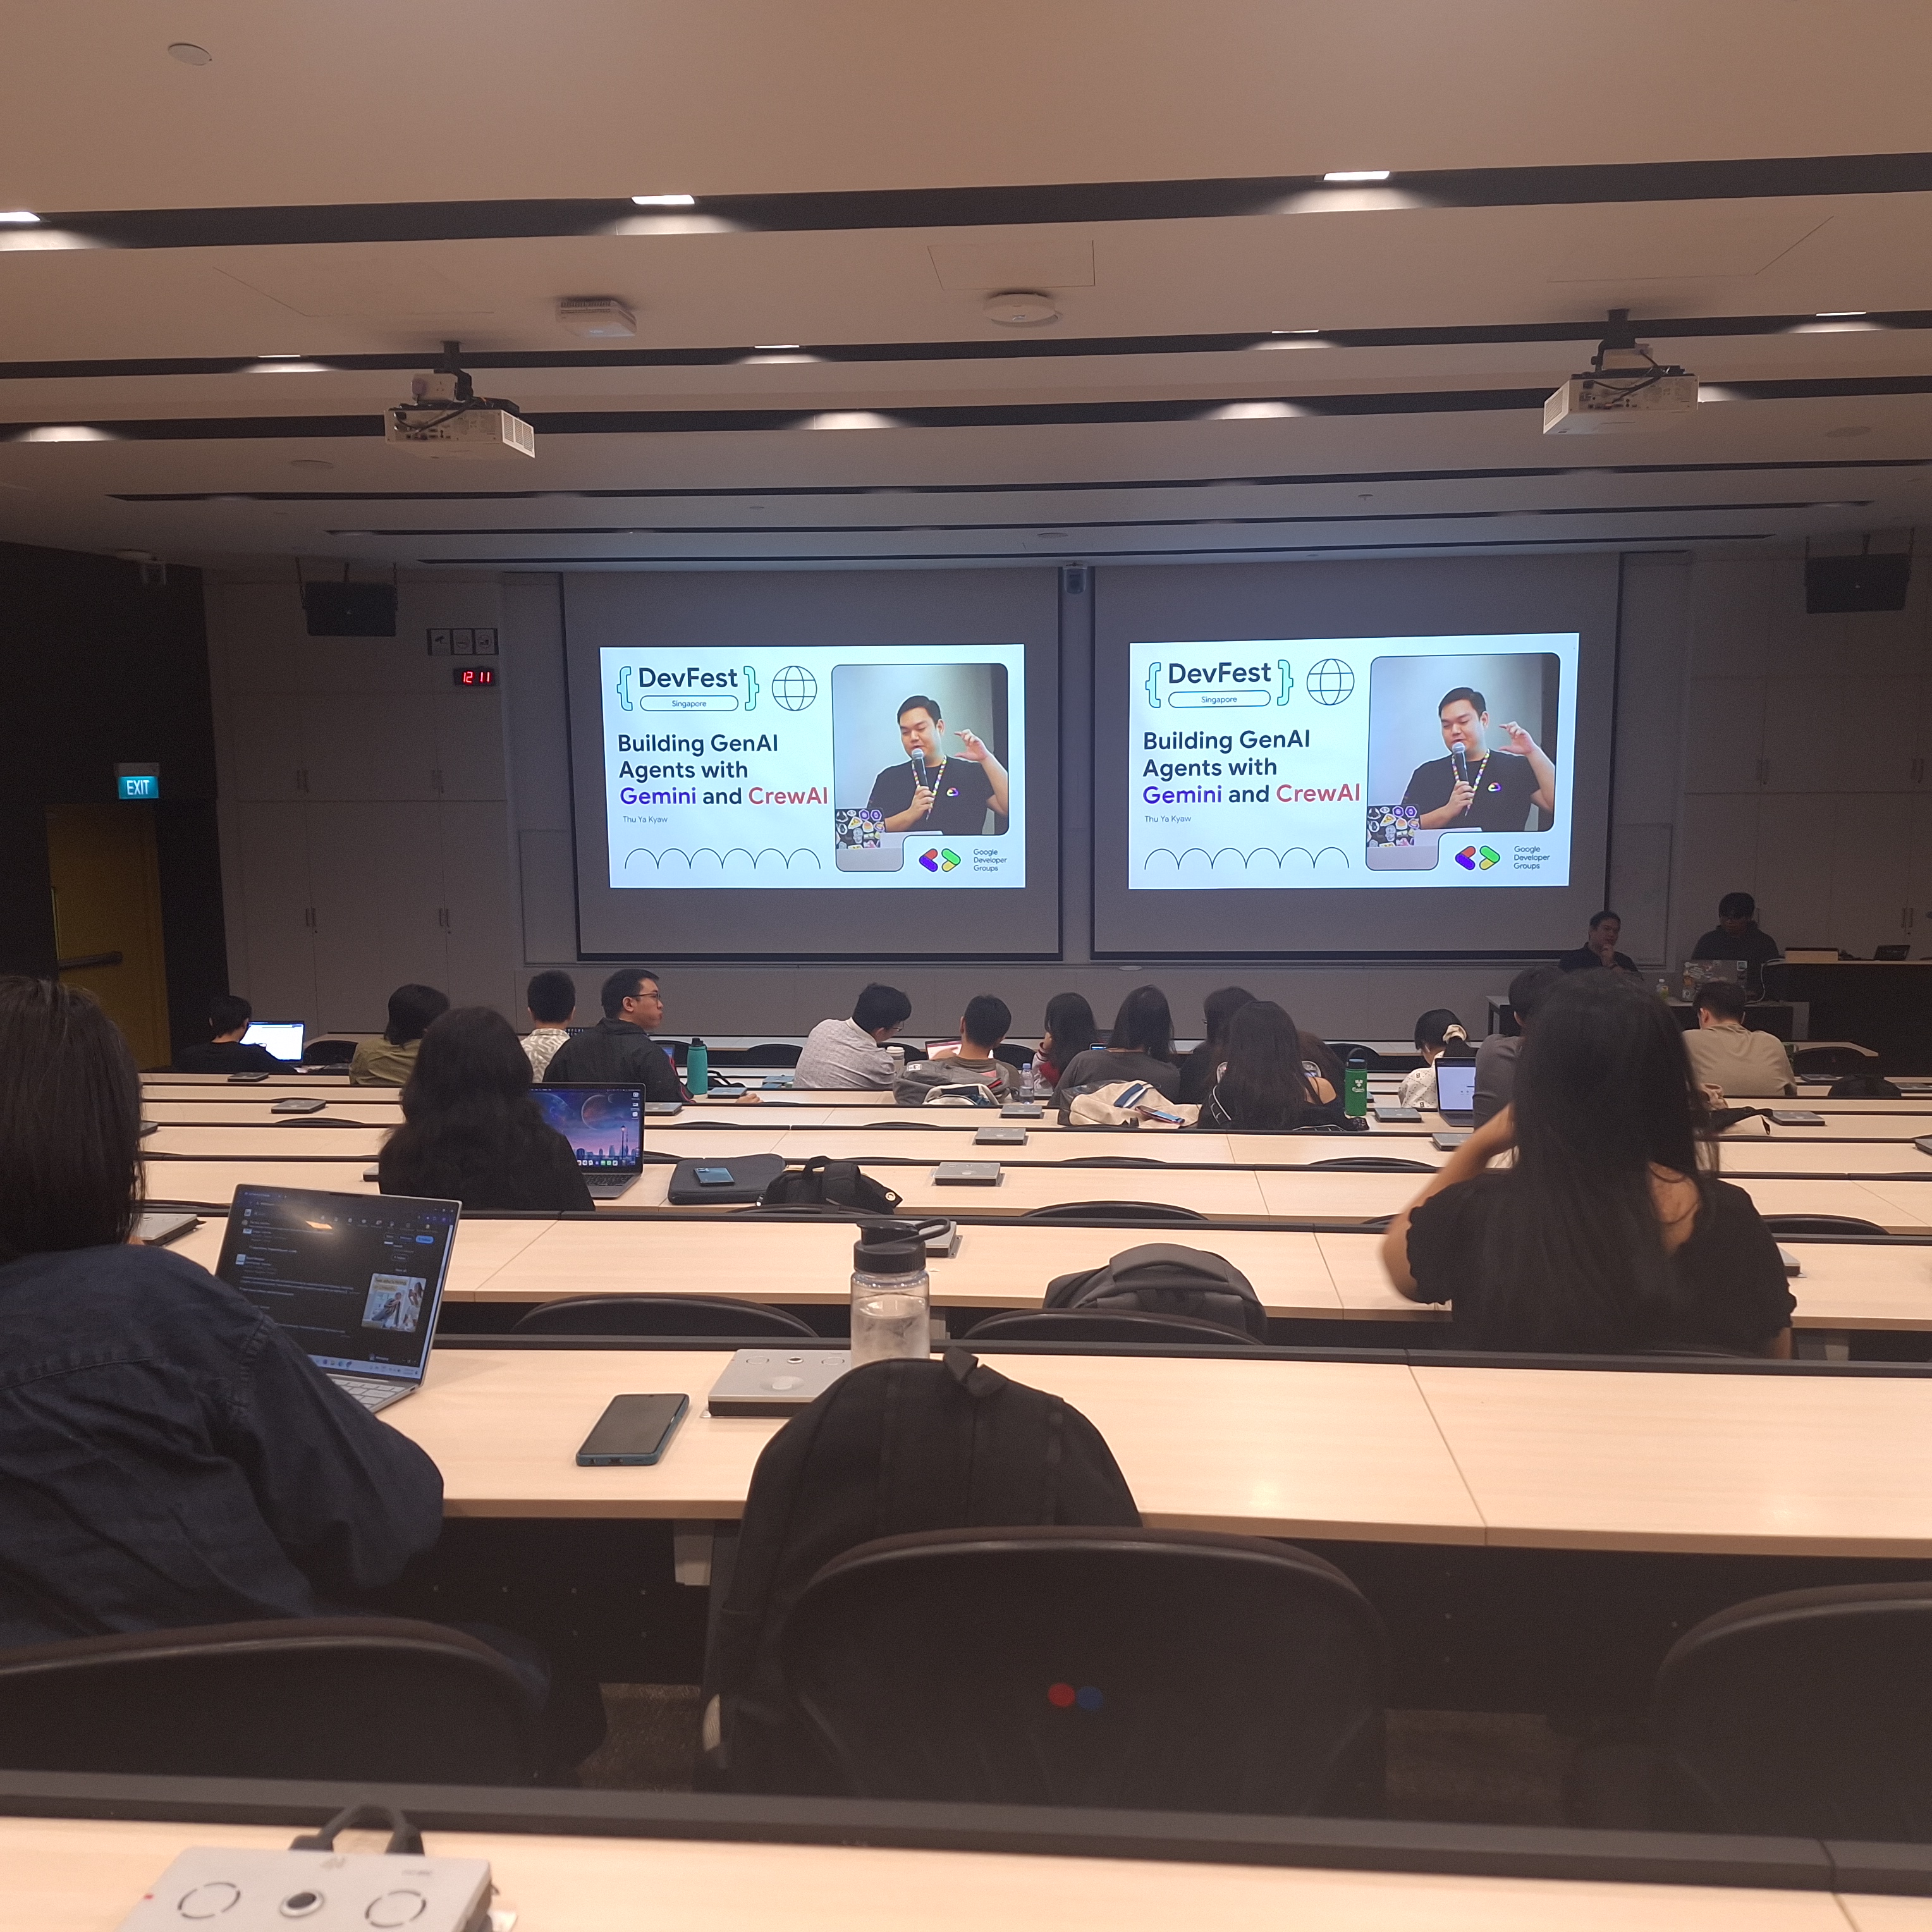 12 11
EXIT
DevFest
Singapore
Building GenAI
Agents with
Gemini and CrewAI
Thu Ya Kyaw
Google
Developer
Groups
DevFest
Singapore
Building GenAI
Agents with
Gemini and CrewAI
Thu Ya Kyaw
Google
Developer
Groups